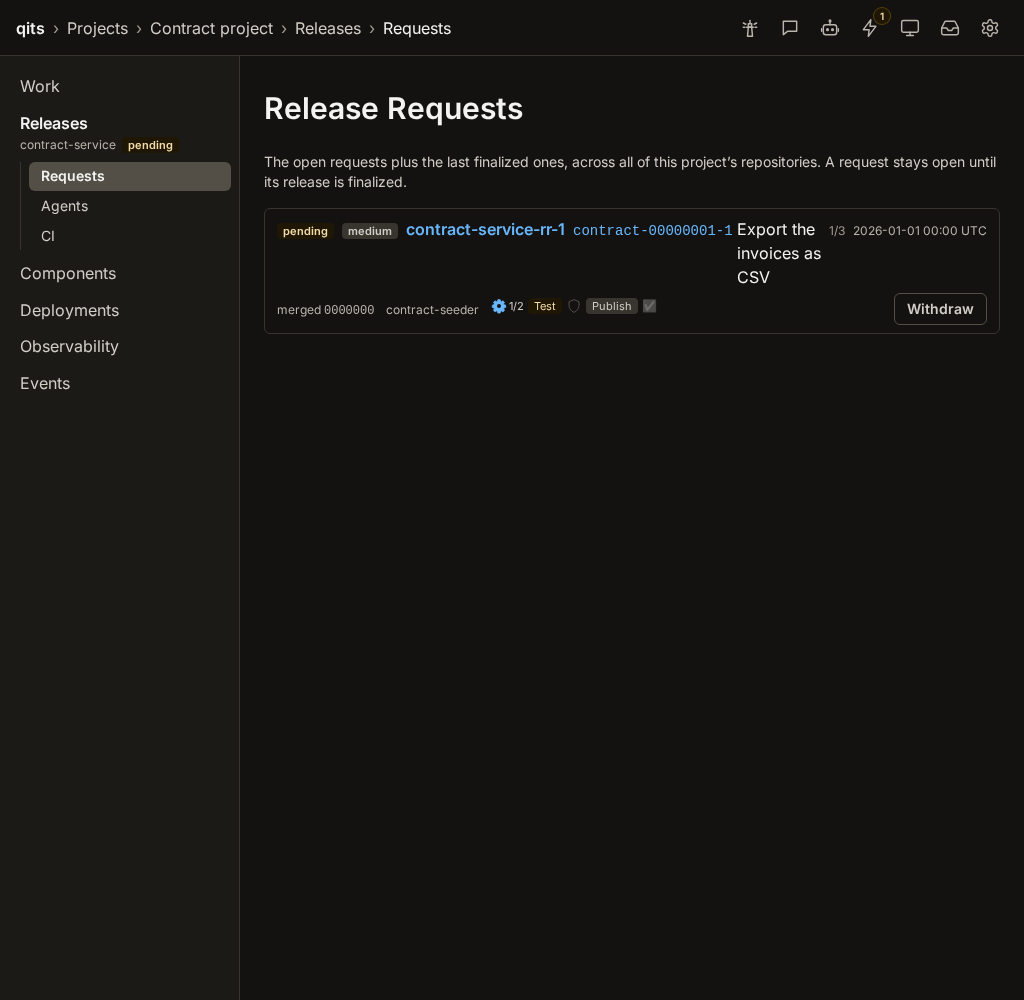 qits › Projects › Contract project › Releases › Requests
1
Work
Releases
contract-service pending
Requests
Agents
CI
Components
Deployments
Observability
Events
Release Requests
The open requests plus the last finalized ones, across all of this project’s repositories. A request stays open until
its release is finalized.
pending medium contract-service-rr-1 contract-00000001-1 Export the 1/3 2026-01-01 00:00 UTC
invoices as
CSV
merged 0000000 contract-seeder 1/2 Test Publish Withdraw